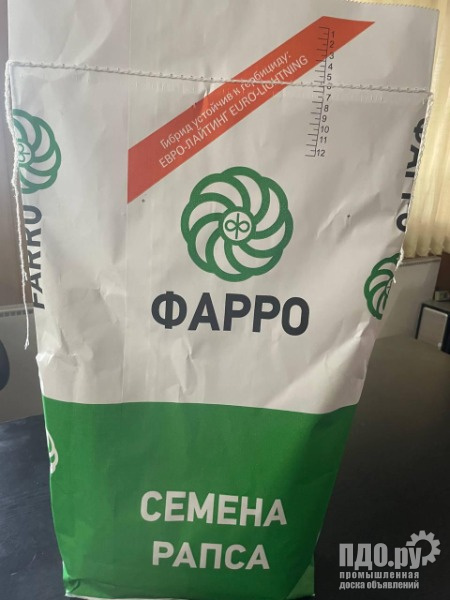 Гибрид устойчив к гербициду:
ЕВРО-ЛАЙТИНГ EURO-LIGHTNING
1
2
3
4
5
6
7
8
9
10
11
12
ФАРРО
FARRO
ФАРРО
СЕМЕНА
РАПСА
ПДО.ру
промышленная
доска объявлений